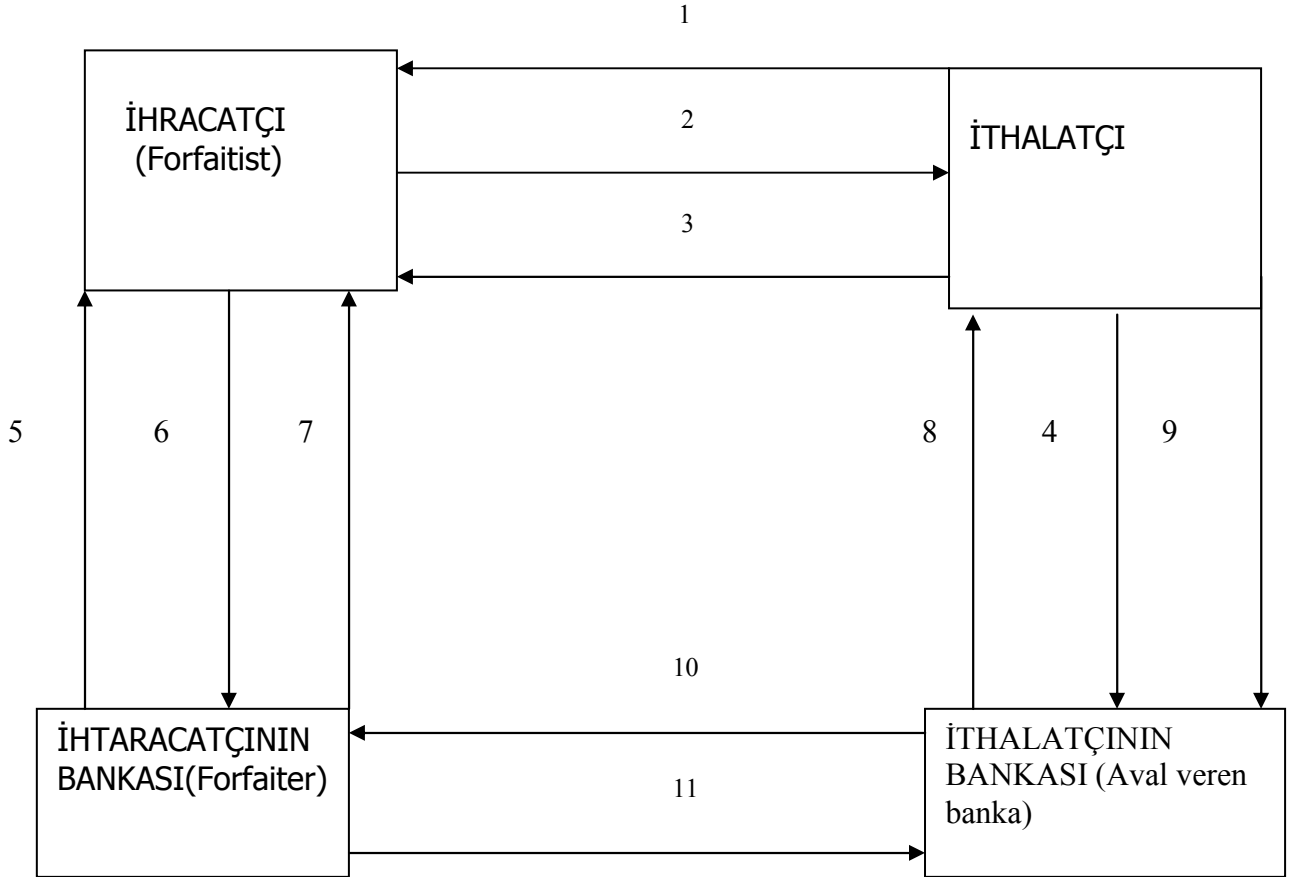 1
İHRACATÇI
(Forfaitist)
2
İTHALATÇI
3
5
6
7
8
4
9
10
İHTARACATÇININ
BANKASI(Forfaiter)
11
İTHALATÇININ
BANKASI (Aval veren
banka)